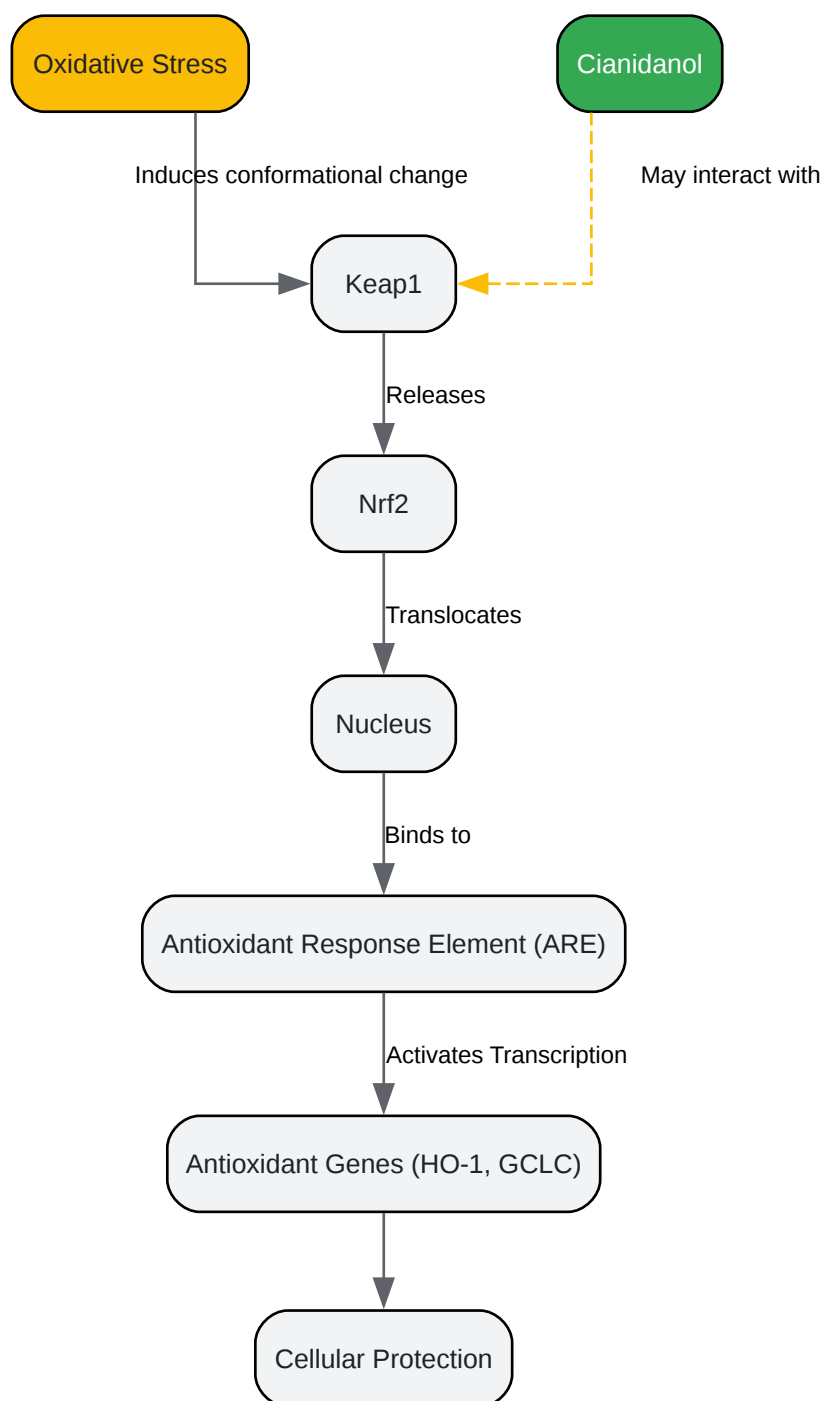 Oxidative Stress
Cianidanol
Induces conformational change
May interact with
Keap1
Releases
Nrf2
Translocates
Nucleus
Binds to
Antioxidant Response Element (ARE)
Activates Transcription
Antioxidant Genes (HO-1, GCLC)
Cellular Protection